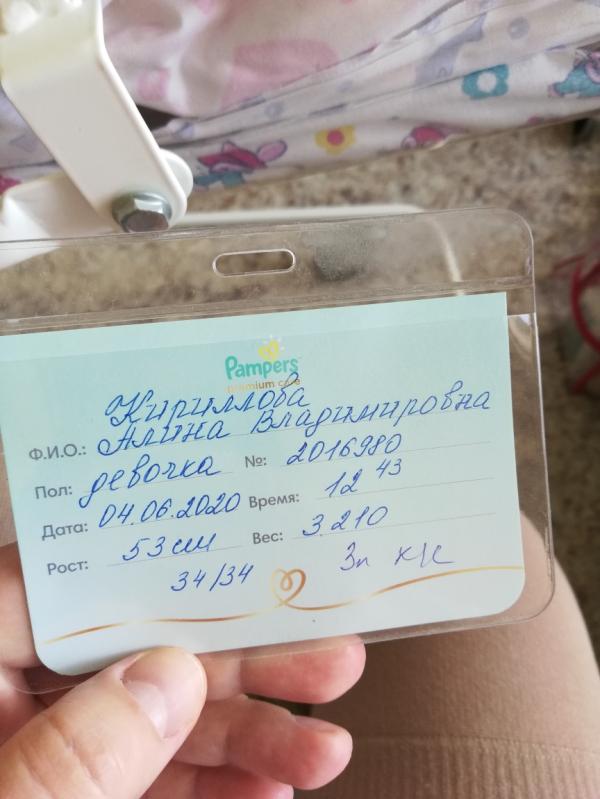 Pampers
premium care
Кириллова
Ф.И.О.: Алина Владимировна
Пол: девочка №: 2016980
Дата: 04.06.2020 Время: 12 43
Рост: 53 см Вес: 3.210
34/34 3п к/к